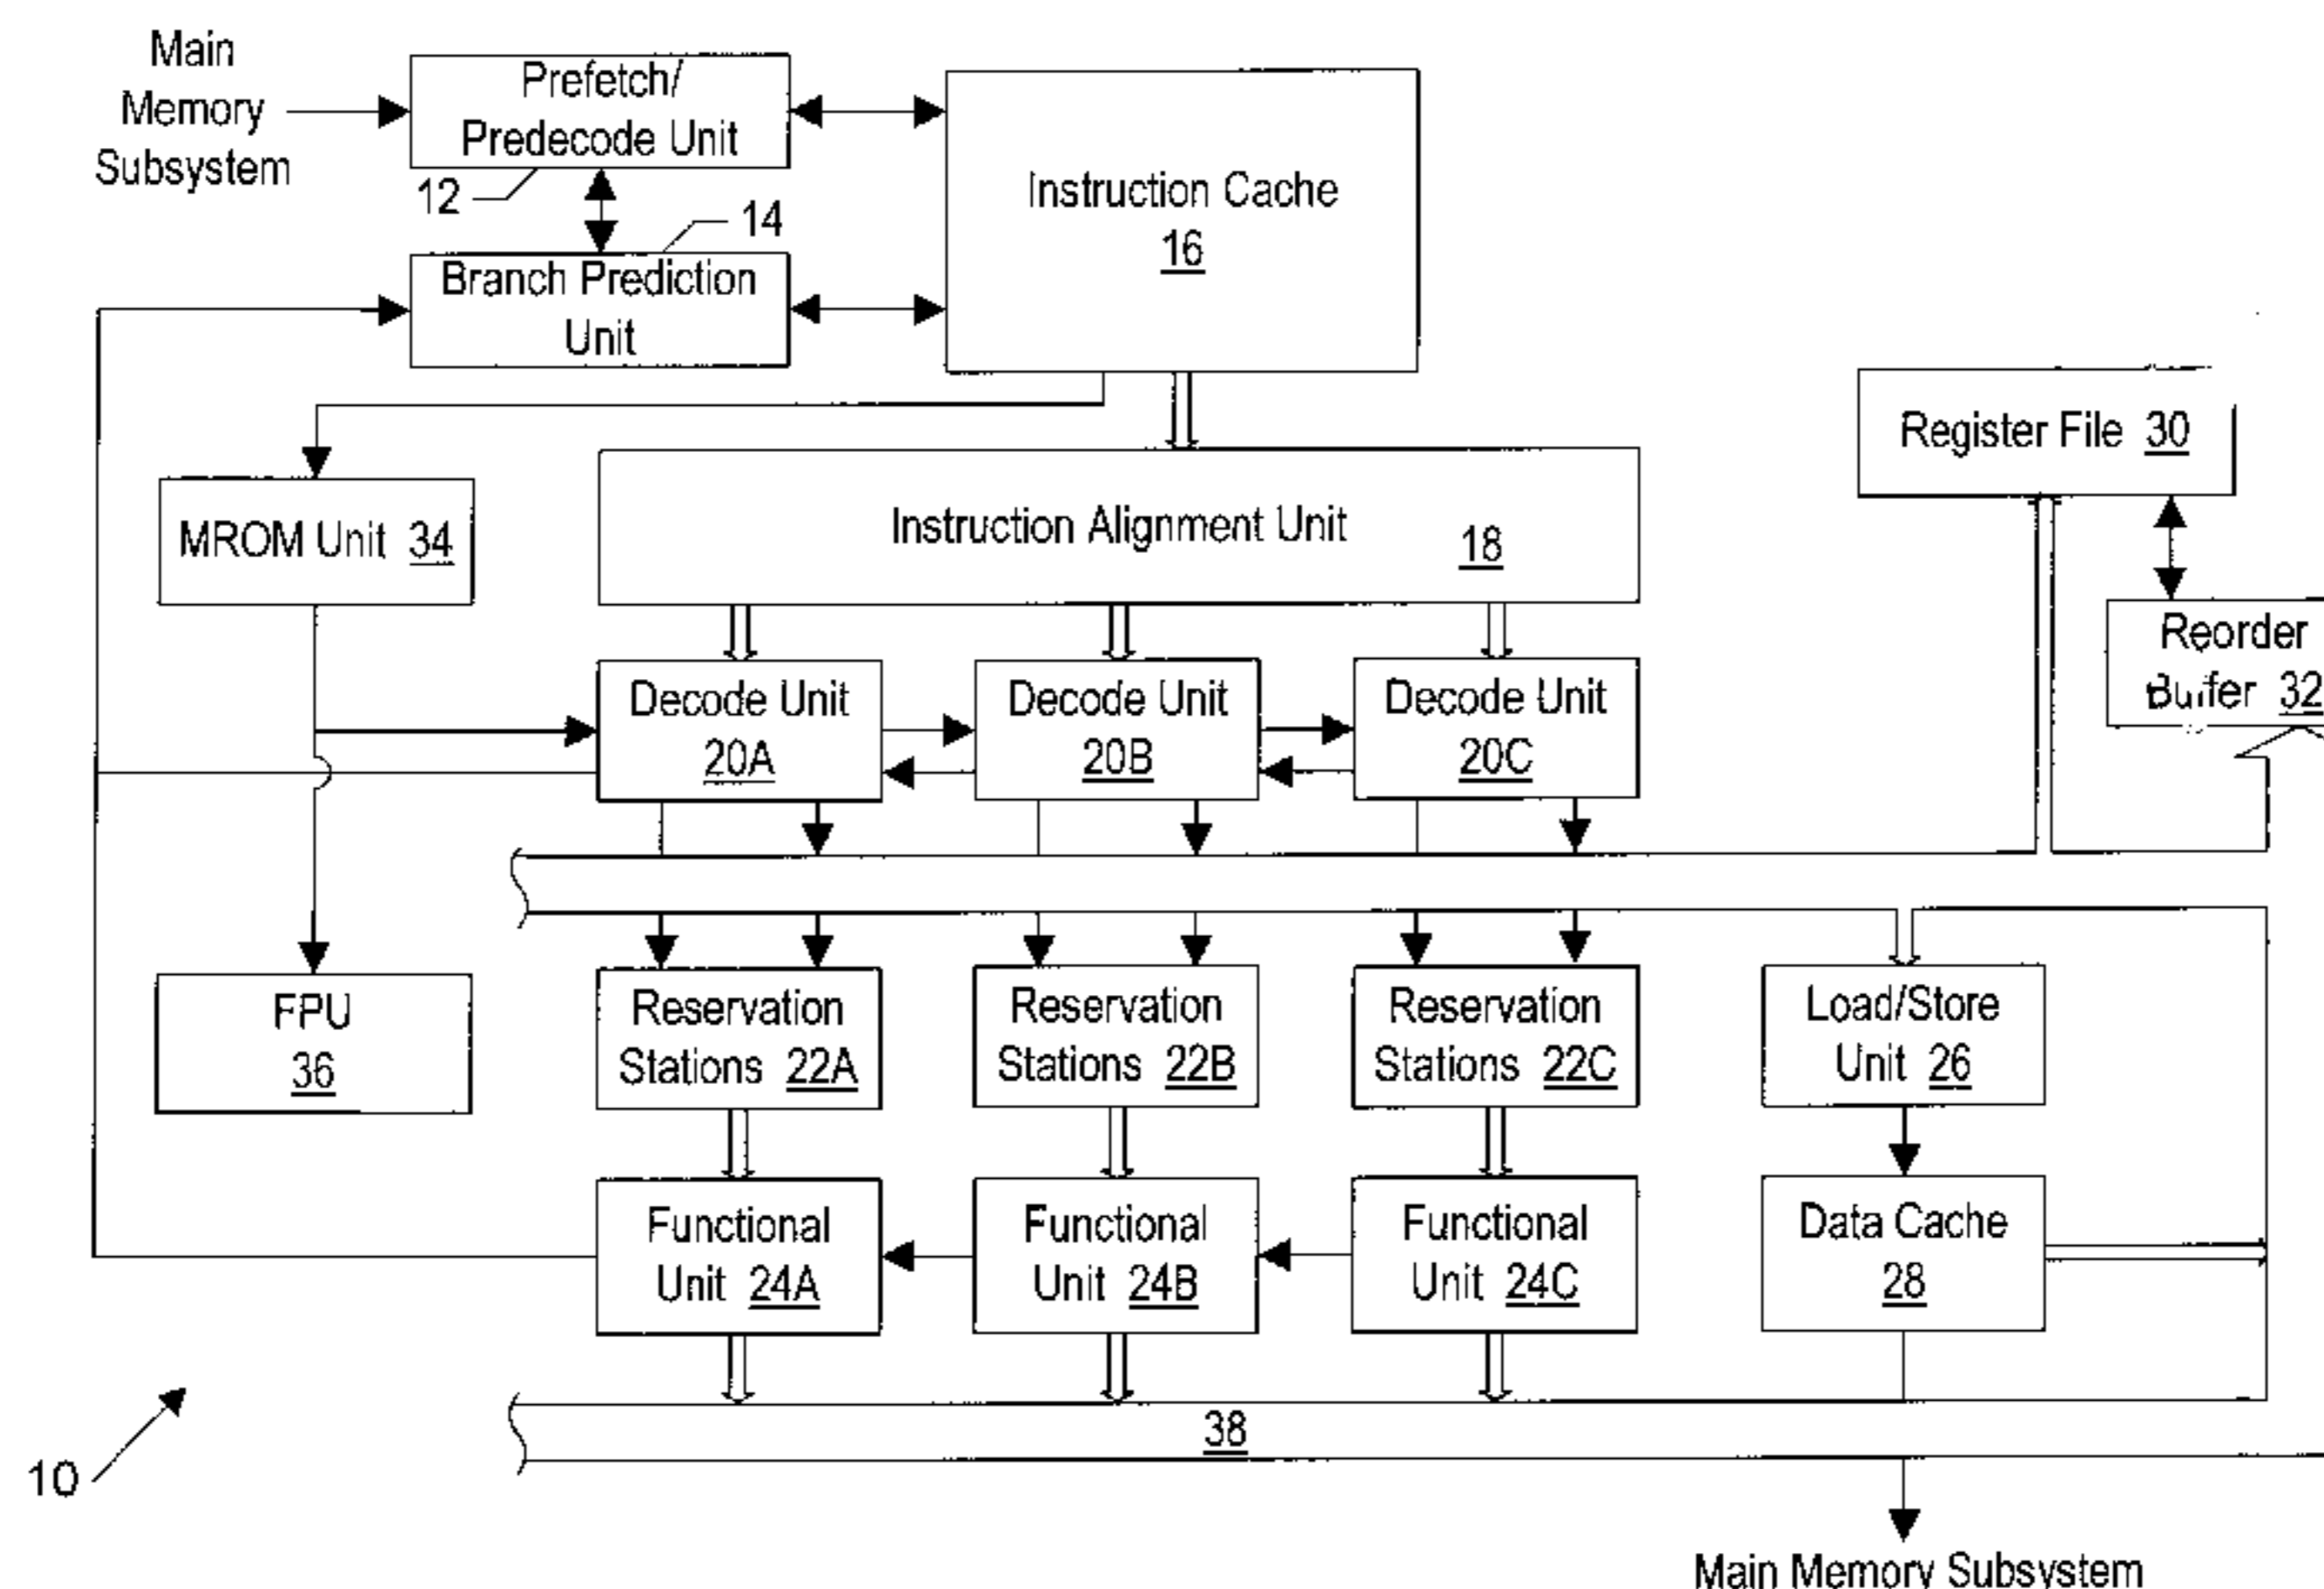 Main
Memory
Subsystem
Prefetch/
Predecode Unit
12
14
Branch Prediction
Unit
Instruction Cache
16
Register File 30
MROM Unit 34
Instruction Alignment Unit
18
Reorder
Buffer 32
Decode Unit
20A
Decode Unit
20B
Decode Unit
20C
FPU
36
Reservation
Stations 22A
Reservation
Stations 22B
Reservation
Stations 22C
Load/Store
Unit 26
Functional
Unit 24A
Functional
Unit 24B
Functional
Unit 24C
Data Cache
28
38
10
Main Memory Subsystem